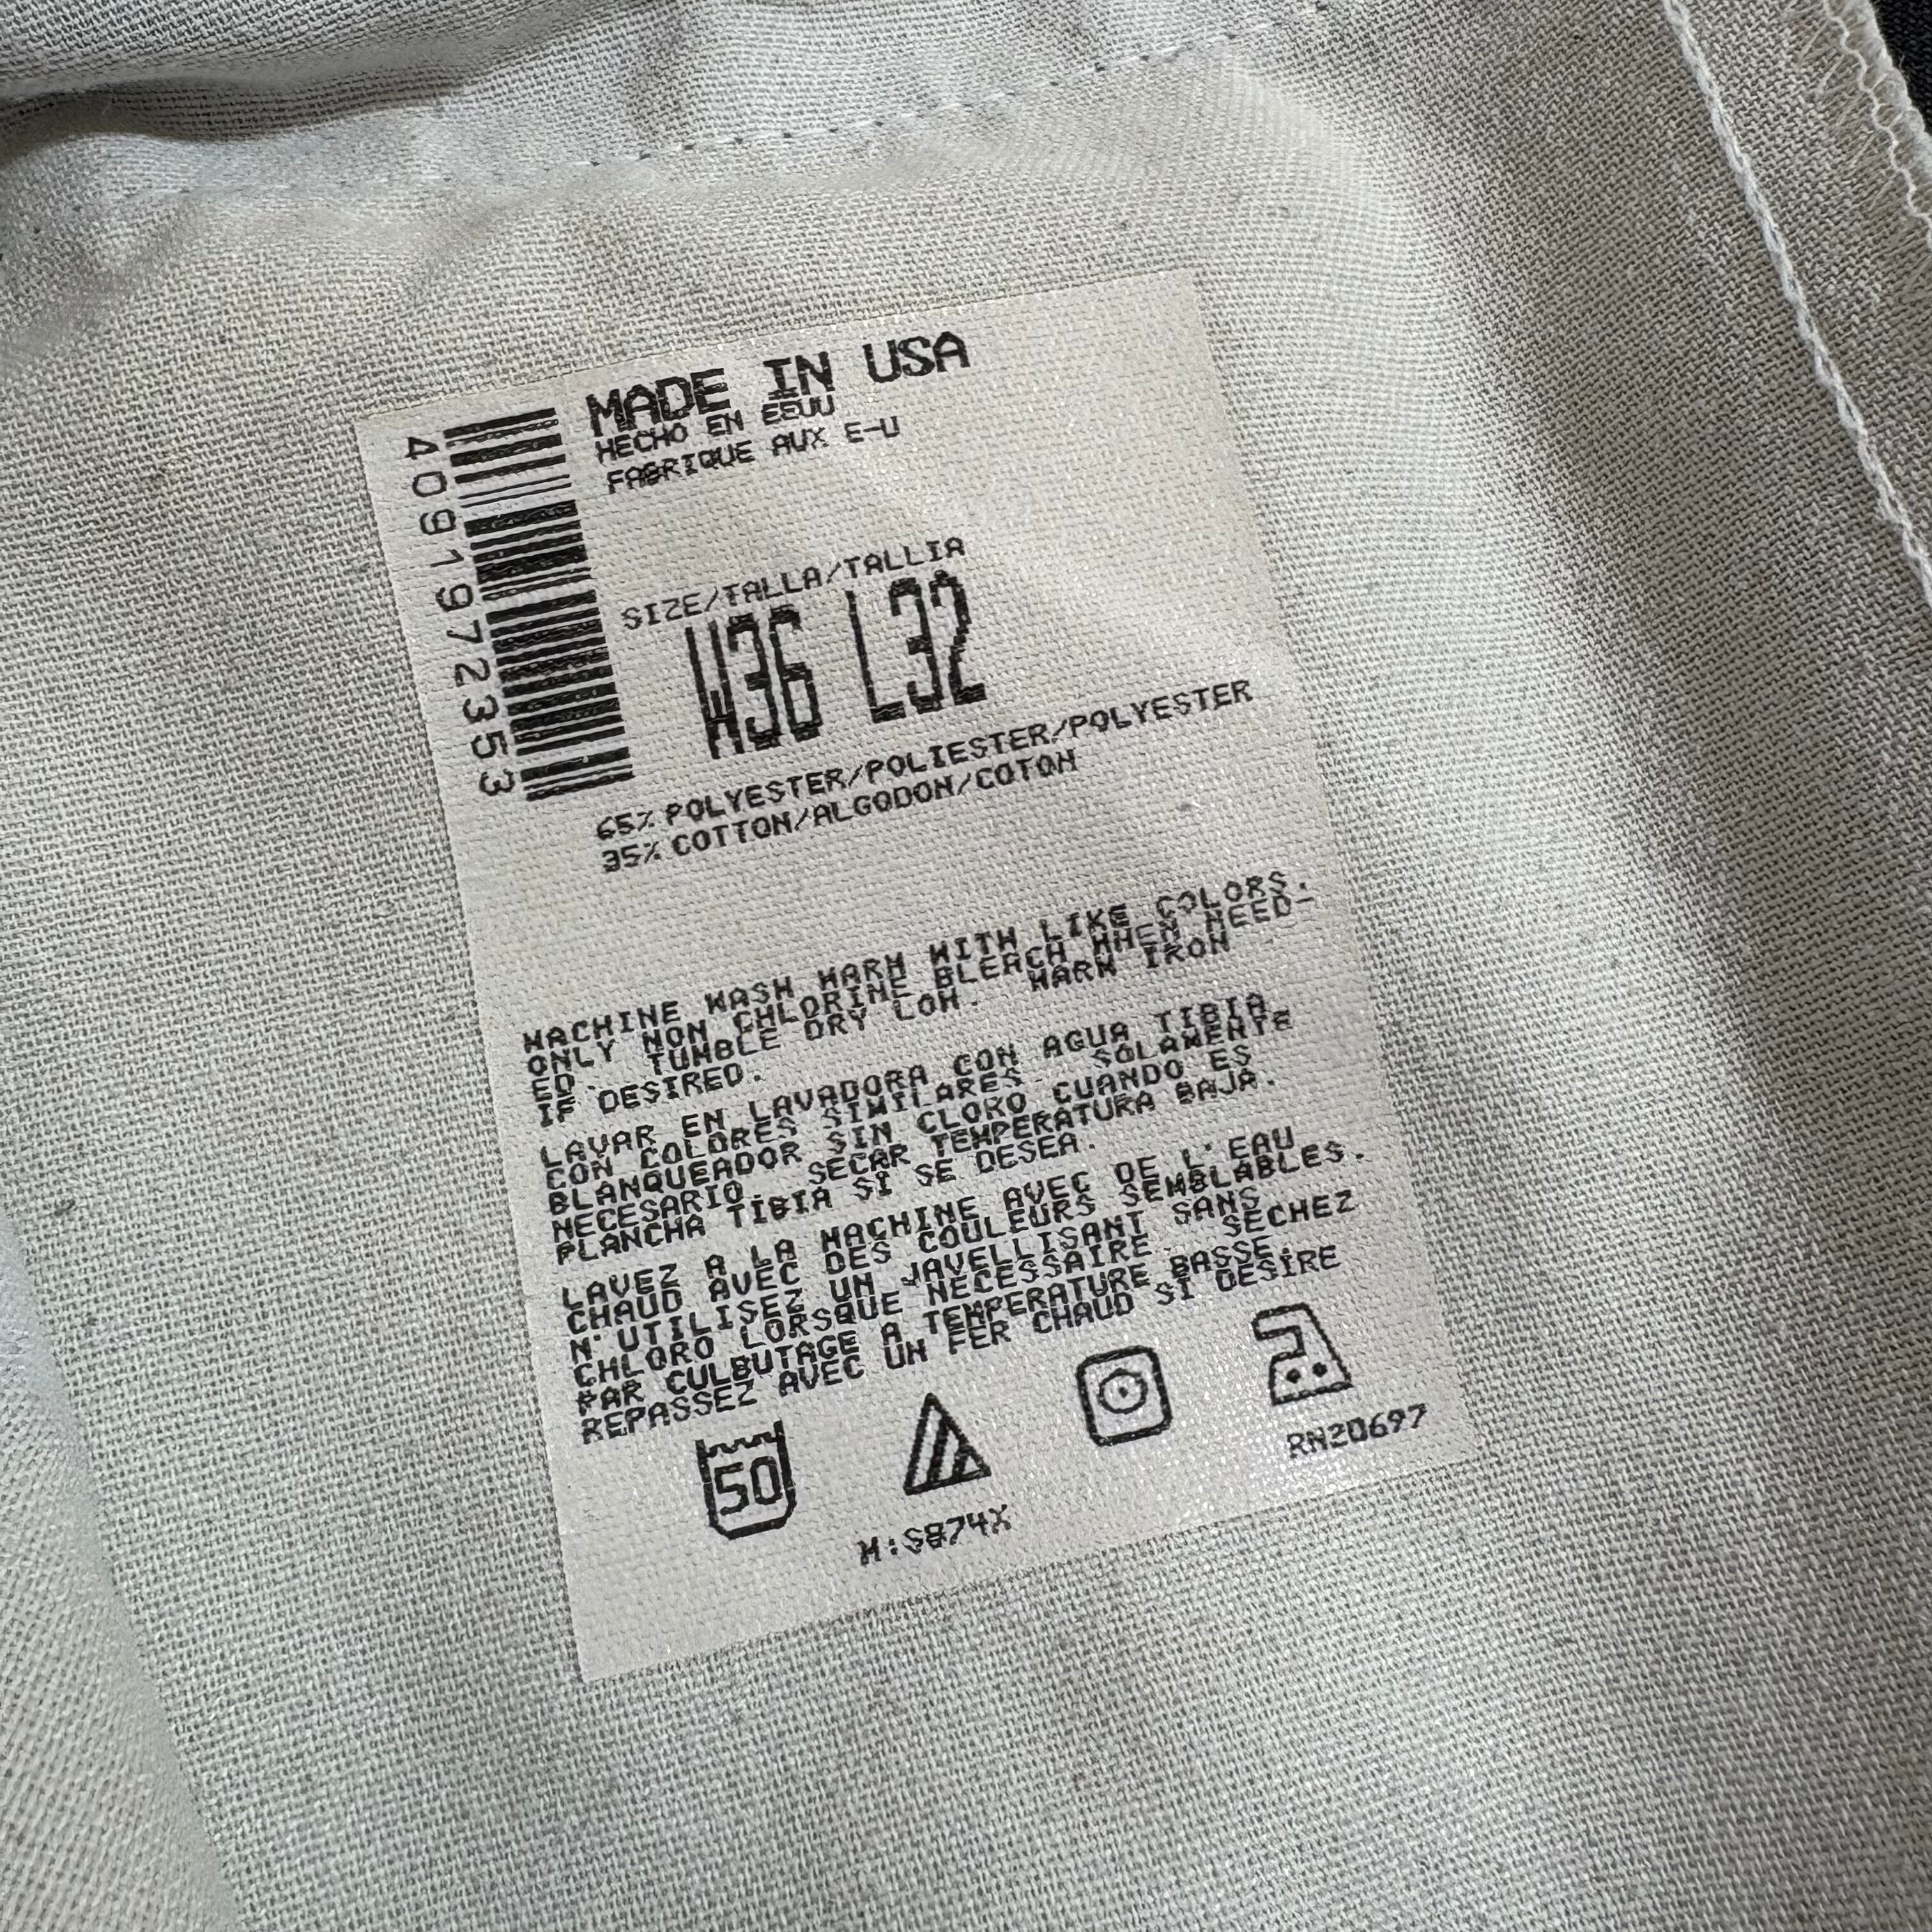 MADE IN USA
HECHO EN EEUU
FABRIQUE AUX E-U
4091972353
SIZE/TALLA/TALLIA
W36 L32
65% POLYESTER/POLIESTER/POLYESTER
35% COTTON/ALGODON/COTON
MACHINE WASH WARM WITH LIKE COLORS.
ONLY NON CHLORINE BLEACH WHEN NEED-
ED. TUMBLE DRY LOW. WARM IRON
IF DESIRED.
LAVAR EN LAVADORA CON AGUA TIBIA
CON COLORES SIMILARES. SOLAMENTE
BLANQUEADOR SIN CLORO CUANDO ES
NECESARIO. SECAR TEMPERATURA BAJA.
PLANCHA TIBIA SI SE DESEA.
LAVEZ A LA MACHINE AVEC DE L'EAU
CHAUD AVEC DES COULEURS SEMBLABLES.
N'UTILISEZ UN JAVELLISANT SANS
CHLORO LORSQUE NECESSAIRE. SECHEZ
PAR CULBUTAGE A TEMPERATURE BASSE.
REPASSEZ AVEC UN FER CHAUD SI DESIRE
50
RN20697
M:S874X